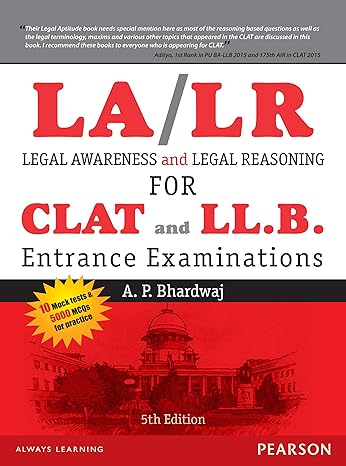 "Their Legal Aptitude book needs special mention here as most of the reasoning based questions as well as
the legal terminology, maxims and various other topics that appeared in the CLAT are discussed in this
book. I recommend these books to everyone who is appearing for CLAT."
Aditya, 1st Rank in PU BA-LLB 2015 and 175th AIR in CLAT 2015
LA/LR
LEGAL AWARENESS and LEGAL REASONING
FOR
CLAT and LL.B.
Entrance Examinations
A. P. Bhardwaj
10 Mock tests &
5000 MCQs
for practice
5th Edition
ALWAYS LEARNING
PEARSON